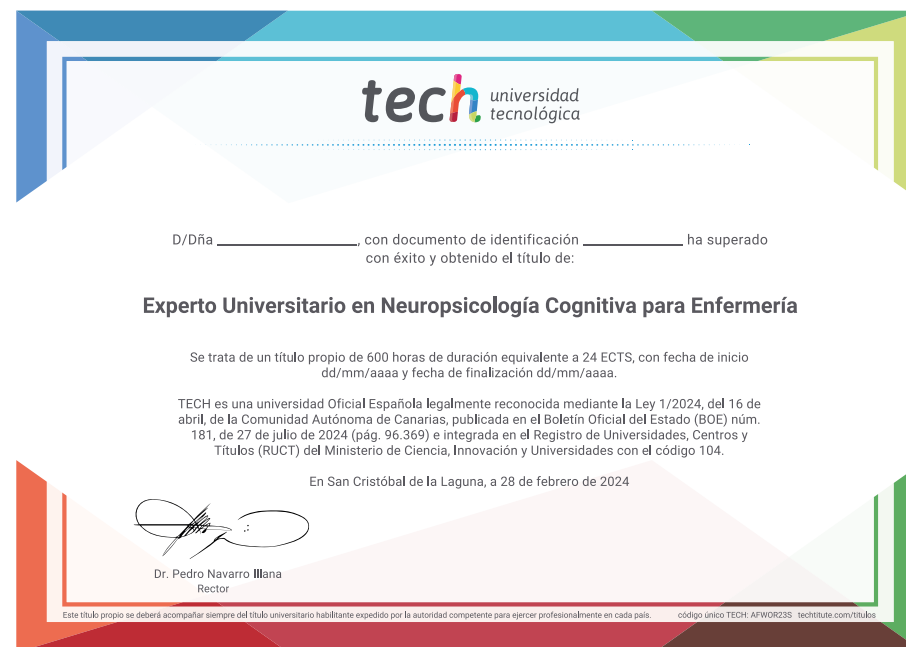 tech universidad
tecnológica
D/Dña ________________, con documento de identificación ____________ ha superado
con éxito y obtenido el título de:
Experto Universitario en Neuropsicología Cognitiva para Enfermería
Se trata de un título propio de 600 horas de duración equivalente a 24 ECTS, con fecha de inicio
dd/mm/aaaa y fecha de finalización dd/mm/aaaa.
TECH es una universidad Oficial Española legalmente reconocida mediante la Ley 1/2024, del 16 de
abril, de la Comunidad Autónoma de Canarias, publicada en el Boletín Oficial del Estado (BOE) núm.
181, de 27 de julio de 2024 (pág. 96.369) e integrada en el Registro de Universidades, Centros y
Títulos (RUCT) del Ministerio de Ciencia, Innovación y Universidades con el código 104.
En San Cristóbal de la Laguna, a 28 de febrero de 2024
Dr. Pedro Navarro Illana
Rector
Este título propio se deberá acompañar siempre del título universitario habilitante expedido por la autoridad competente para ejercer profesionalmente en cada país. código único TECH: AFWOR23S techtitute.com/titulos